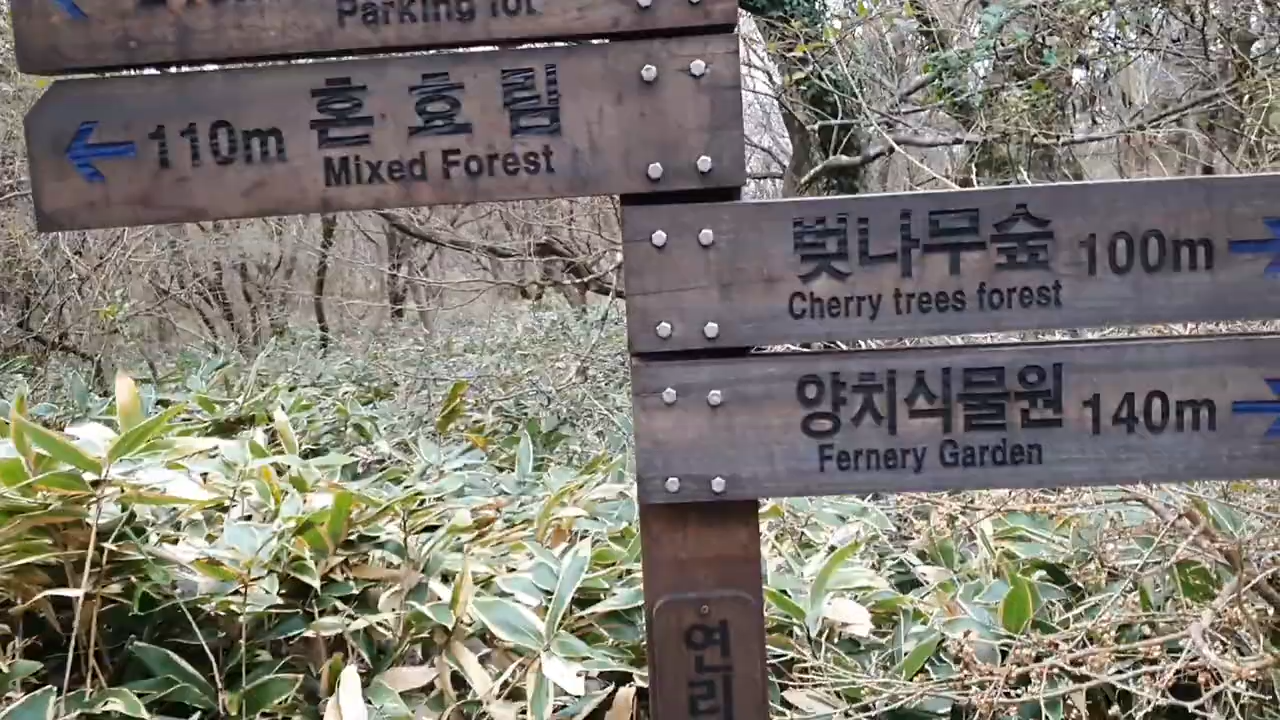 Parking lot
110m 혼효림
Mixed Forest
벚나무숲 100m
Cherry trees forest
양치식물원 140m
Fernery Garden
연리